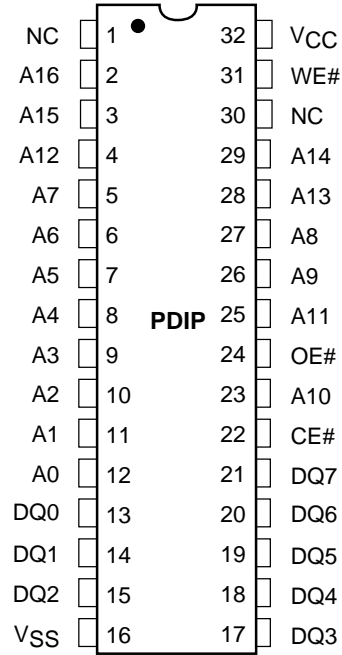 NC 1 32 VCC
A16 2 31 WE#
A15 3 30 NC
A12 4 29 A14
A7 5 28 A13
A6 6 27 A8
A5 7 26 A9
A4 8 PDIP 25 A11
A3 9 24 OE#
A2 10 23 A10
A1 11 22 CE#
A0 12 21 DQ7
DQ0 13 20 DQ6
DQ1 14 19 DQ5
DQ2 15 18 DQ4
VSS 16 17 DQ3